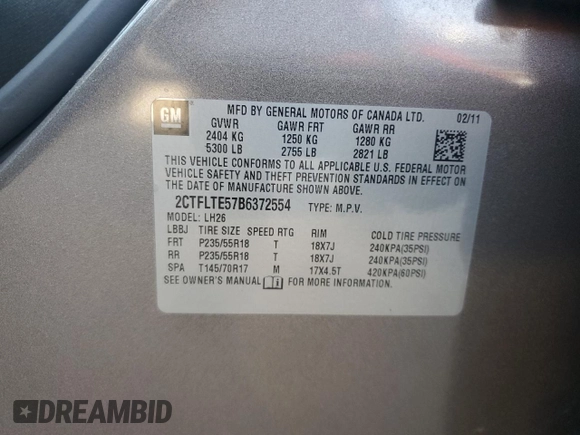 GM
MFD BY GENERAL MOTORS OF CANADA LTD. 02/11
GVWR GAWR FRT GAWR RR
2404 KG 1250 KG 1280 KG
5300 LB 2755 LB 2821 LB
THIS VEHICLE CONFORMS TO ALL APPLICABLE U.S. FEDERAL MOTOR
VEHICLE SAFETY AND THEFT PREVENTION STANDARDS IN EFFECT ON
THE DATE OF MANUFACTURE SHOWN ABOVE.
2CTFLTE57B6372554 TYPE: M.P.V.
MODEL: LH26
LBBJ TIRE SIZE SPEED RTG RIM COLD TIRE PRESSURE
FRT P235/55R18 T 18X7J 240KPA(35PSI)
RR P235/55R18 T 18X7J 240KPA(35PSI)
SPA T145/70R17 M 17X4.5T 420KPA(60PSI)
SEE OWNER'S MANUAL FOR MORE INFORMATION.
DREAMBID